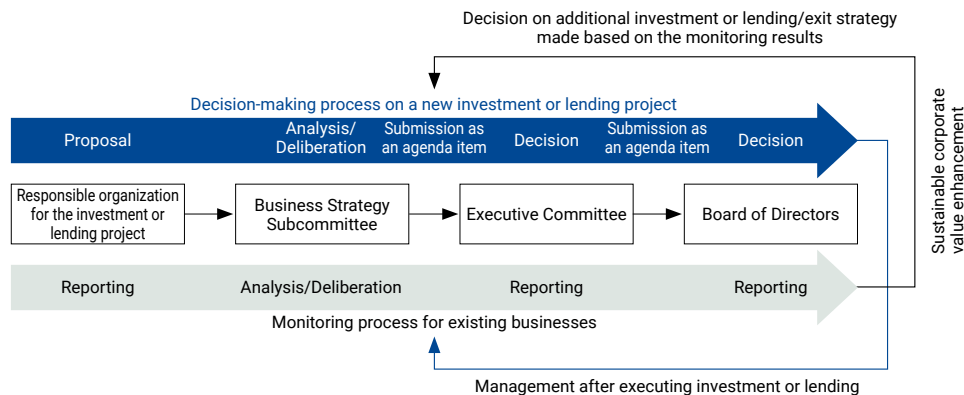 Decision on additional investment or lending/exit strategy
made based on the monitoring results
Decision-making process on a new investment or lending project
Proposal
Analysis/
Deliberation
Submission as
an agenda item
Decision
Submission as
an agenda item
Decision
Responsible organization
for the investment or
lending project
Business Strategy
Subcommittee
Executive Committee
Board of Directors
Reporting
Analysis/Deliberation
Reporting
Reporting
Monitoring process for existing businesses
Management after executing investment or lending
Sustainable corporate
value enhancement